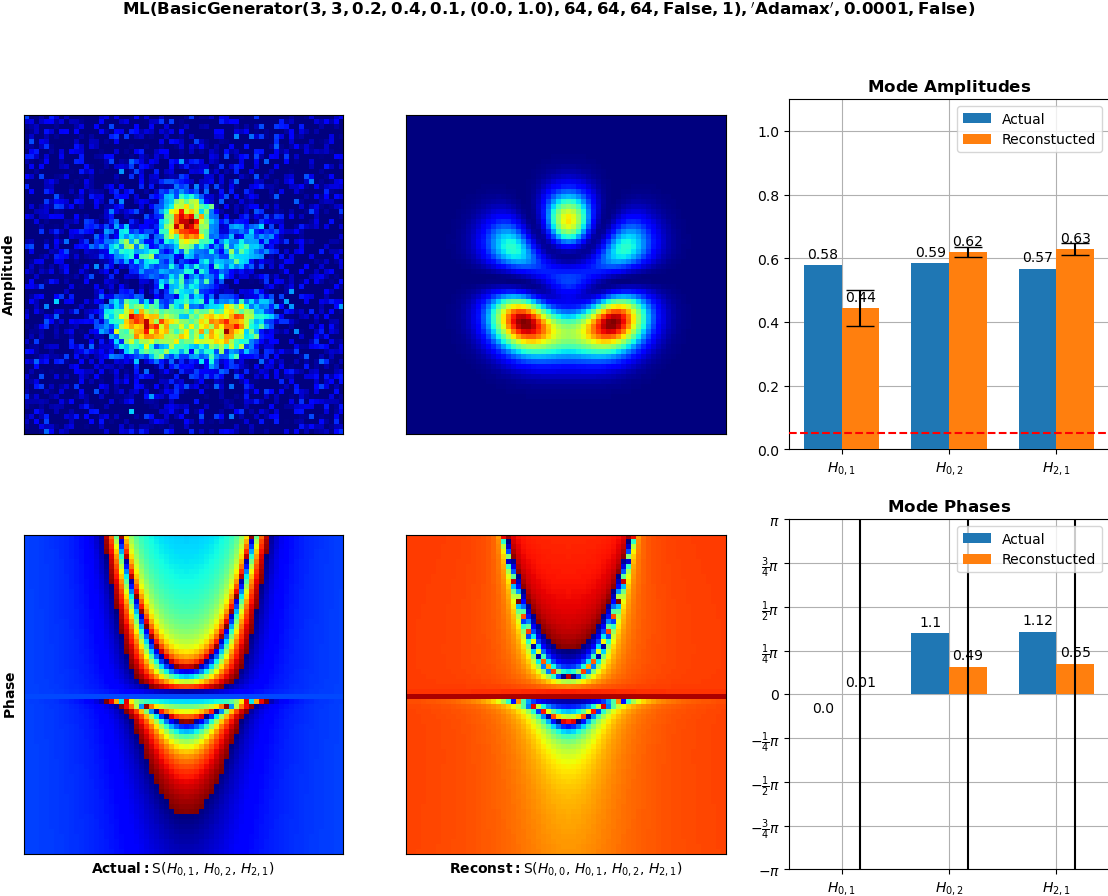 ML(BasicGenerator(3, 3, 0.2, 0.4, 0.1, (0.0, 1.0), 64, 64, 64, False, 1), ′Adamax′, 0.0001, False)
Mode Amplitudes
Actual
Reconstucted
1.0
0.8
0.6
0.4
0.2
0.0
0.58
0.44
0.59
0.62
0.57
0.63
H0,1
H0,2
H2,1
Amplitude
Mode Phases
Actual
Reconstucted
π
3/4π
1/2π
1/4π
0
−1/4π
−1/2π
−3/4π
−π
0.0
0.01
1.1
0.49
1.12
0.55
H0,1
H0,2
H2,1
Phase
Actual: S(H0,1, H0,2, H2,1)
Reconst: S(H0,0, H0,1, H0,2, H2,1)